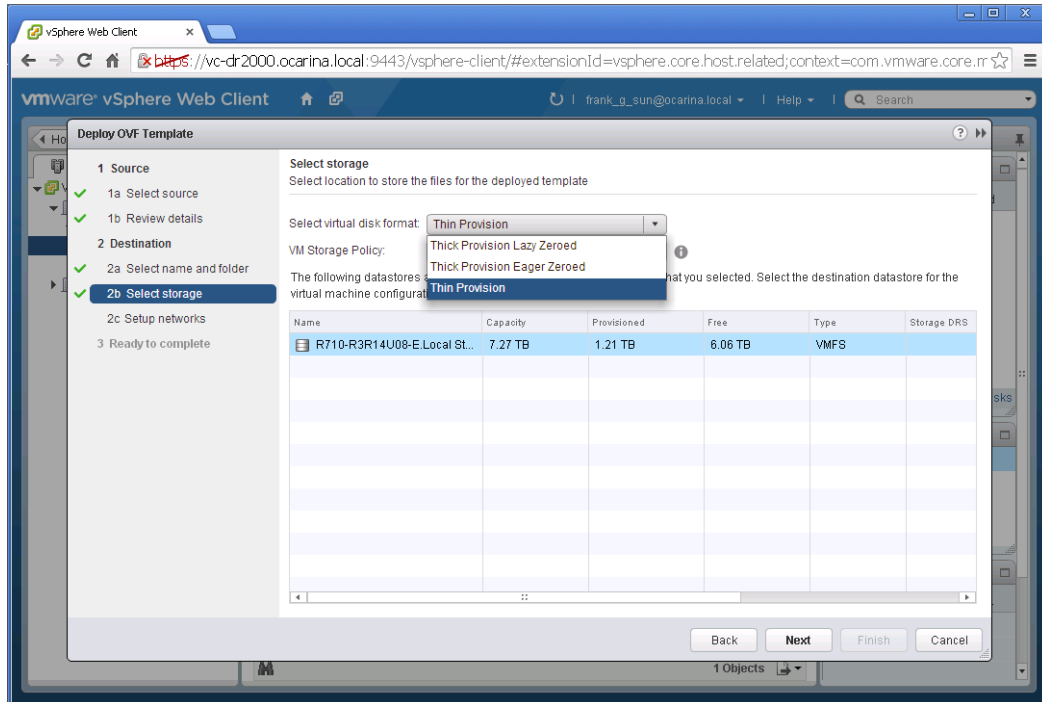 vSphere Web Client
https://vc-dr2000.ocarina.local:9443/vsphere-client/#extensionId=vsphere.core.host.related;context=com.vmware.core.m
vmware® vSphere Web Client
frank_g_sun@ocarina.local
Help
Search
Ho
Deploy OVF Template
1 Source
1a Select source
1b Review details
2 Destination
2a Select name and folder
2b Select storage
2c Setup networks
3 Ready to complete
Select storage
Select location to store the files for the deployed template
Select virtual disk format: Thin Provision
Thick Provision Lazy Zeroed
Thick Provision Eager Zeroed
Thin Provision
VM Storage Policy:
The following datastores hat you selected. Select the destination datastore for the
virtual machine configurat
Name Capacity Provisioned Free Type Storage DRS
R710-R3R14U08-E.Local St... 7.27 TB 1.21 TB 6.06 TB VMFS
sks
Back Next Finish Cancel
1 Objects